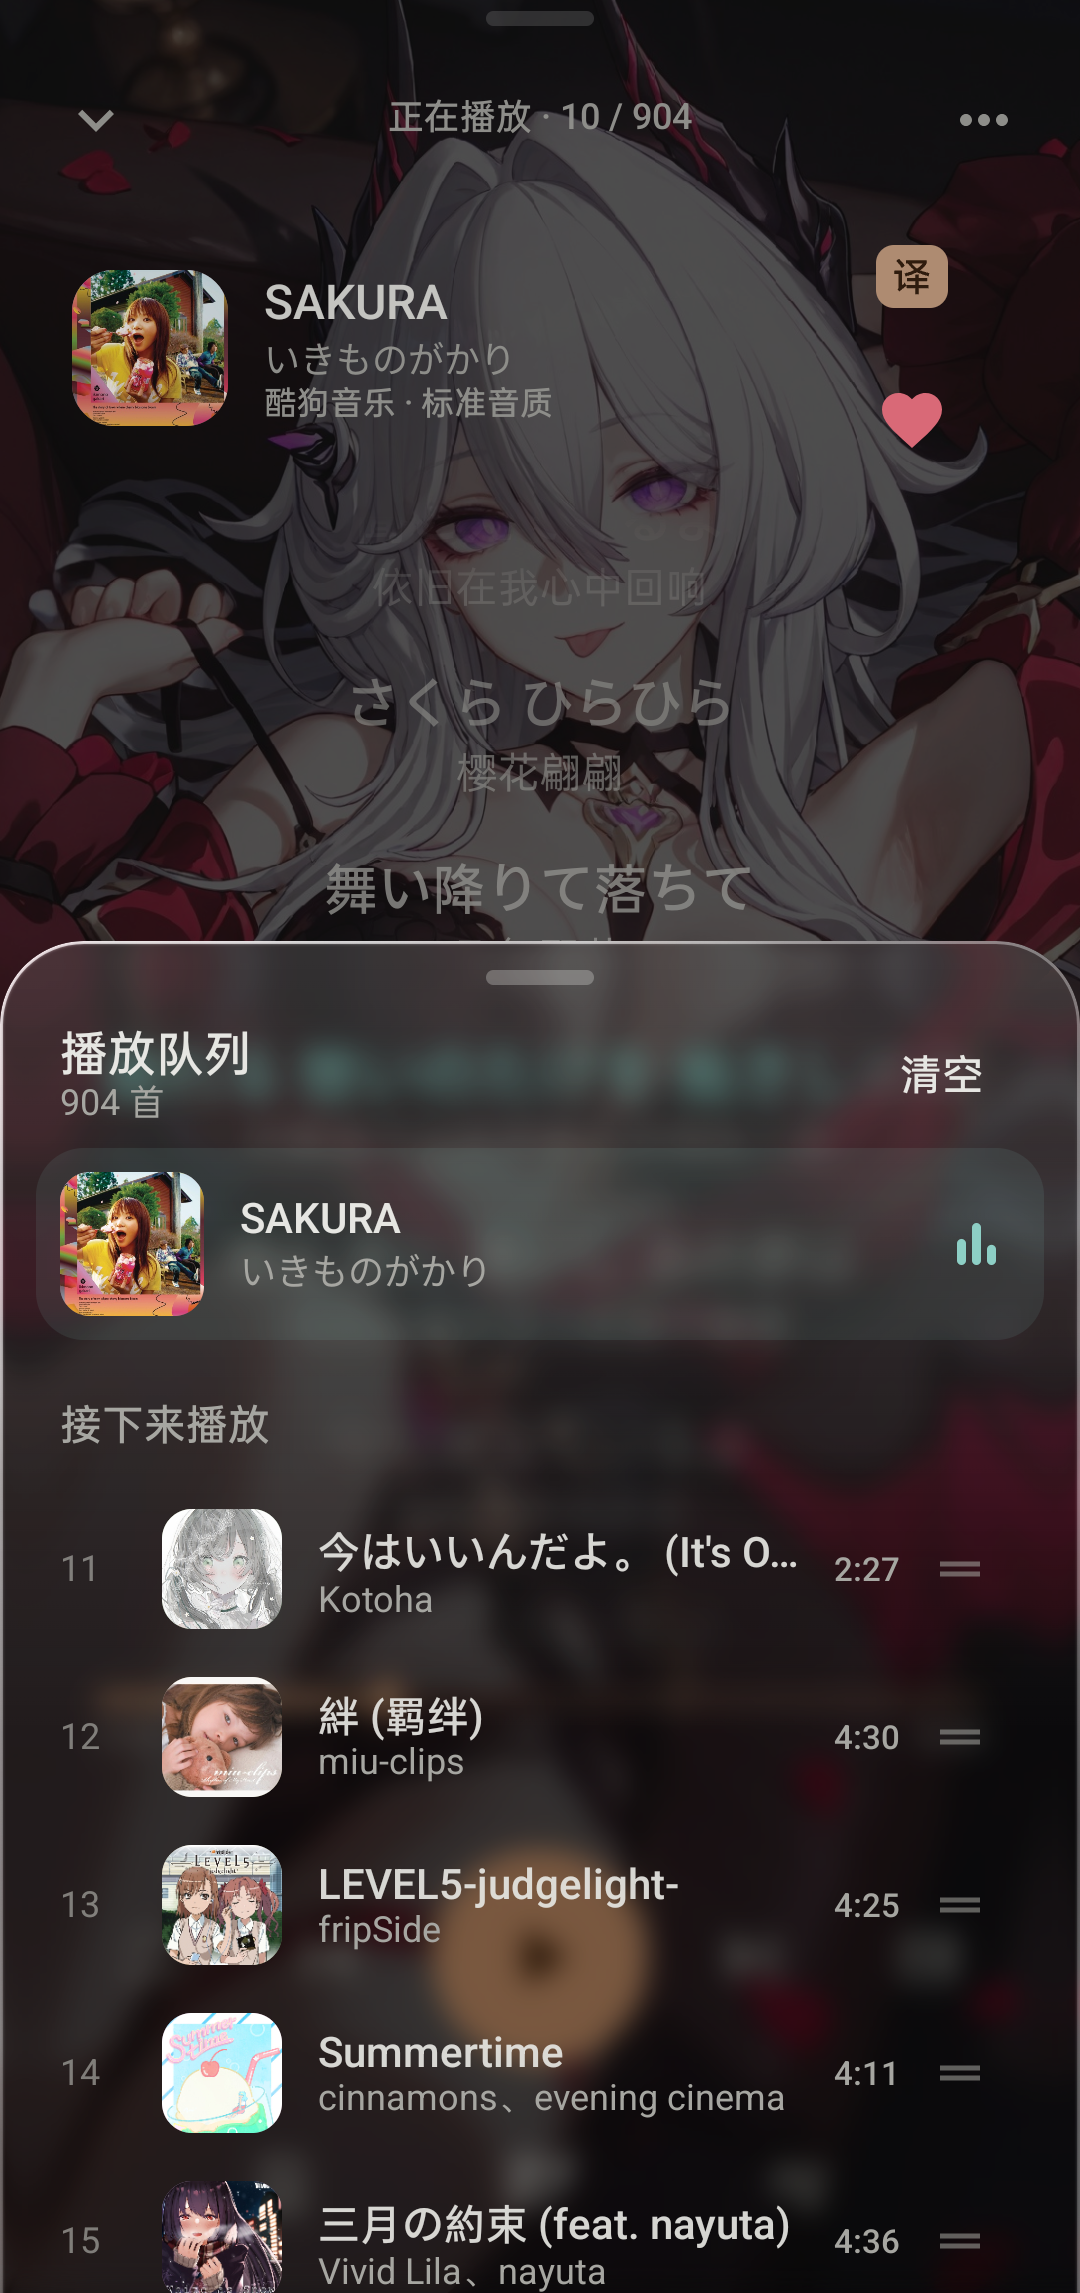 正在播放 · 10 / 904
译
SAKURA
いきものがかり
酷狗音乐 · 标准音质
依旧在我心中回响
さくら ひらひら
樱花翩翩
舞い降りて落ちて
播放队列
904 首
清空
SAKURA
いきものがかり
接下来播放
11
今はいいんだよ。 (It's O...
Kotoha
2:27
12
絆 (羁绊)
miu-clips
4:30
miu-clips
13
LEVEL5
LEVEL5-judgelight-
fripSide
4:25
14
Summer time
Summertime
cinnamons、evening cinema
4:11
15
三月の約束 (feat. nayuta)
Vivid Lila、nayuta
4:36